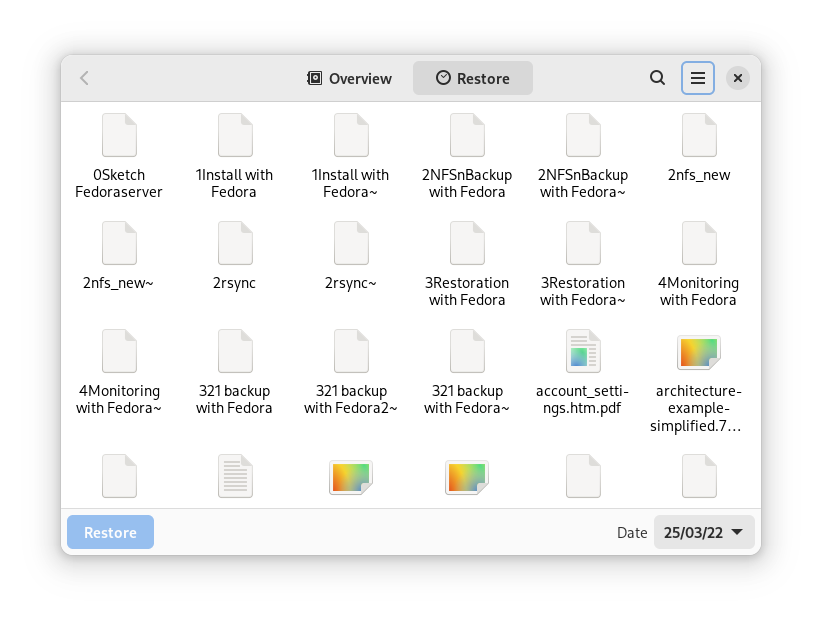 Overview
Restore
0Sketch
Fedoraserver
1Install with
Fedora
1Install with
Fedora~
2NFSnBackup
with Fedora
2NFSnBackup
with Fedora~
2nfs_new
2nfs_new~
2rsync
2rsync~
3Restoration
with Fedora
3Restoration
with Fedora~
4Monitoring
with Fedora
4Monitoring
with Fedora~
321 backup
with Fedora
321 backup
with Fedora2~
321 backup
with Fedora~
account_setti-
ngs.htm.pdf
architecture-
example-
simplified.7...
Restore
Date 25/03/22